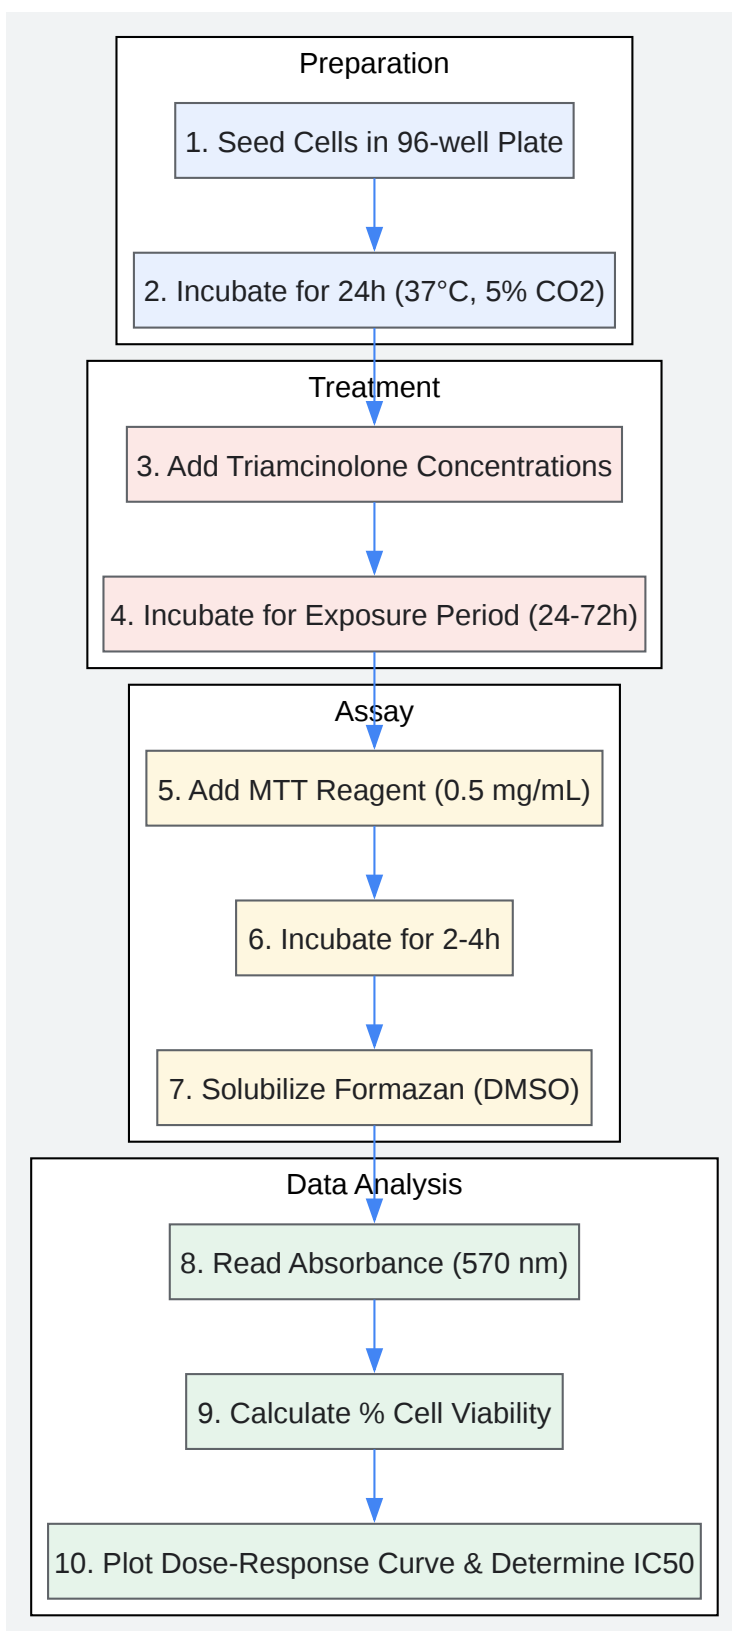 Preparation
1. Seed Cells in 96-well Plate
2. Incubate for 24h (37°C, 5% CO2)
Treatment
3. Add Triamcinolone Concentrations
4. Incubate for Exposure Period (24-72h)
Assay
5. Add MTT Reagent (0.5 mg/mL)
6. Incubate for 2-4h
7. Solubilize Formazan (DMSO)
Data Analysis
8. Read Absorbance (570 nm)
9. Calculate % Cell Viability
10. Plot Dose-Response Curve & Determine IC50